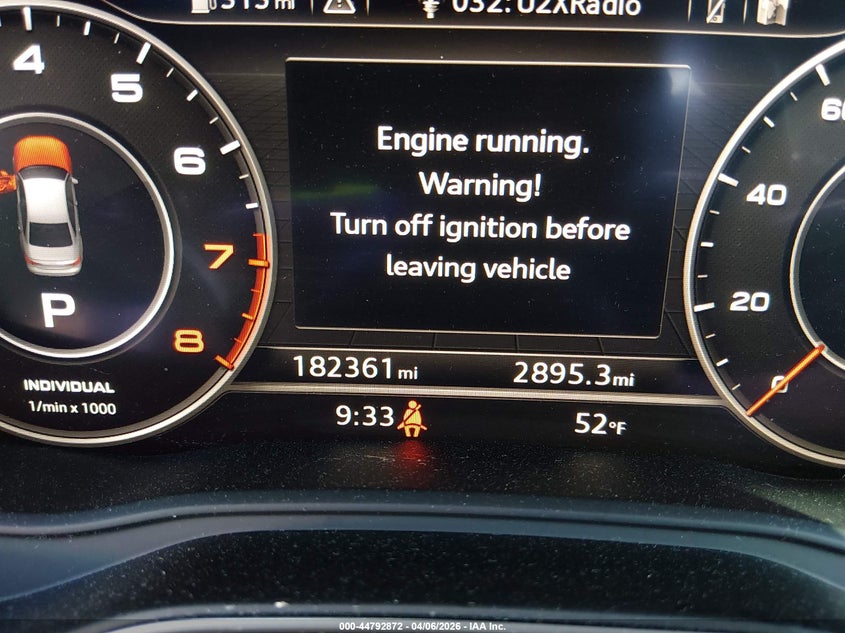 315 mi
032: U2XRadio
4
5
6
7
8
P
INDIVIDUAL
1/min x 1000
Engine running.
Warning!
Turn off ignition before
leaving vehicle
182361 mi
2895.3 mi
9:33
52°F
60
40
20
0
000-44792872 - 04/06/2026 - IAA Inc.